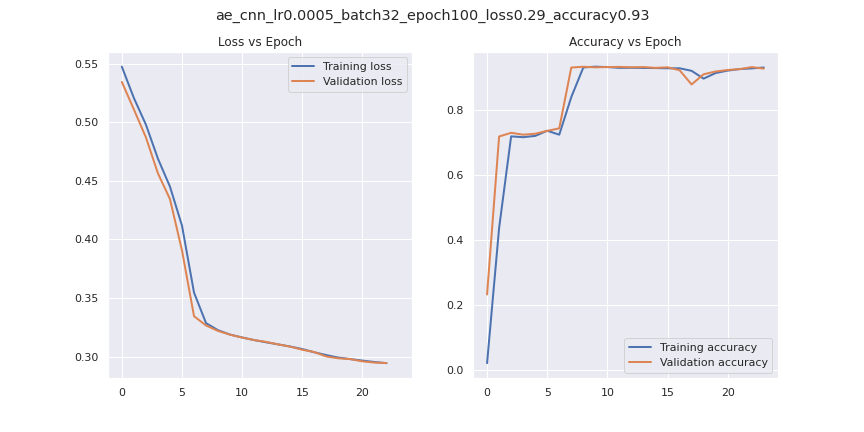 ae_cnn_lr0.0005_batch32_epoch100_loss0.29_accuracy0.93
Loss vs Epoch
Training loss
Validation loss
0.55
0.50
0.45
0.40
0.35
0.30
0 5 10 15 20
Accuracy vs Epoch
0.8
0.6
0.4
0.2
0.0
Training accuracy
Validation accuracy
0 5 10 15 20